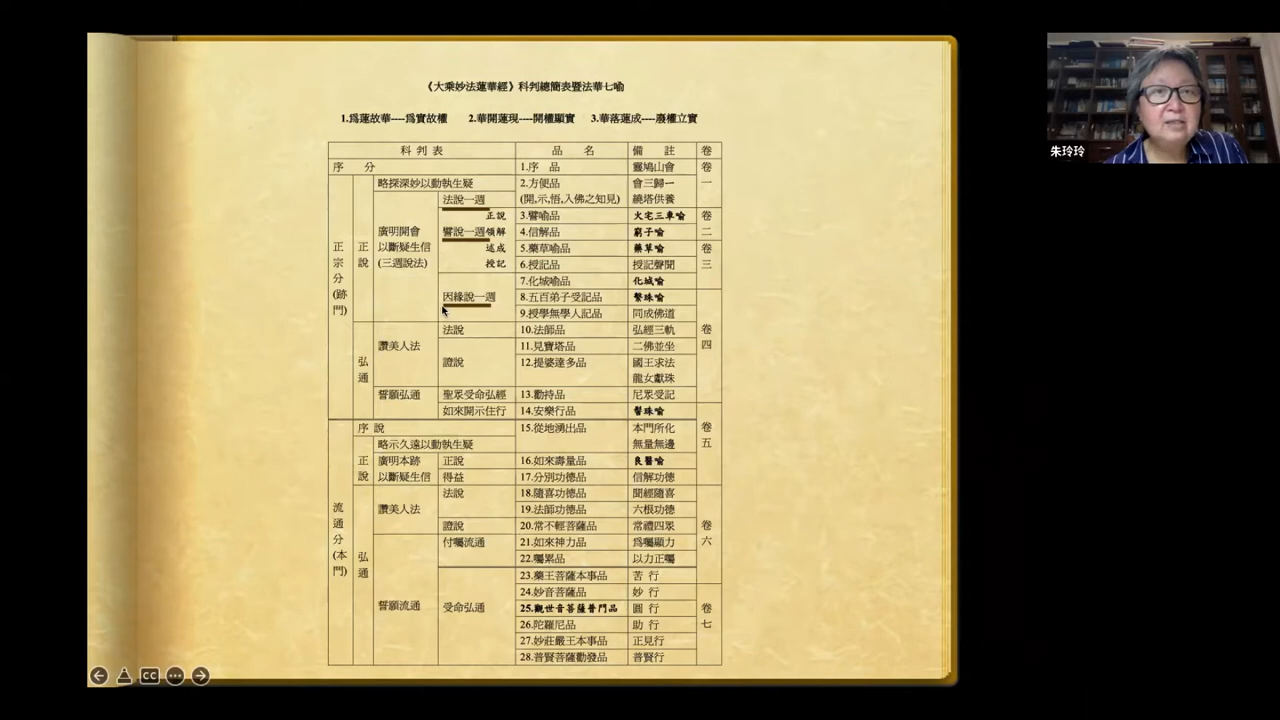 《大乘妙法蓮華經》科判總簡表暨法華七喻
1.為蓮故華----為實故權 2.華開蓮現----開權顯實 3.華落蓮成----廢權立實
科判表 品名 備註 卷
序分 1.序品 靈鳩山會 卷一
正宗分(跡門) 正說 略探深妙以動執生疑 2.方便品 會三歸一
法說一週 (開,示,悟,入佛之知見) 繞塔供養
廣明開會以斷疑生信(三週說法) 譬說一週 正說 3.譬喻品 火宅三車喻 卷二
領解 4.信解品 窮子喻
述成 5.藥草喻品 藥草喻 卷三
授記 6.授記品 授記聲聞
因緣說一週 7.化城喻品 化城喻
8.五百弟子受記品 繫珠喻 卷四
9.授學無學人記品 同成佛道
弘通 讚美人法 法說 10.法師品 弘經三軌
證說 11.見寶塔品 二佛並坐
12.提婆達多品 國王求法
龍女獻珠
誓願弘通 聖眾受命弘經 13.勸持品 尼眾受記
如來開示住行 14.安樂行品 髻珠喻 卷五
流通分(本門) 序說 15.從地湧出品 本門所化
正說 略示久遠以動執生疑 無量無邊
廣明本跡以斷疑生信 正說 16.如來壽量品 良醫喻
得益 17.分別功德品 信解功德
弘通 讚美人法 法說 18.隨喜功德品 聞經隨喜 卷六
19.法師功德品 六根功德
證說 20.常不輕菩薩品 常禮四眾
誓願流通 付囑流通 21.如來神力品 為囑顯力
22.囑累品 以力正囑
受命弘通 23.藥王菩薩本事品 苦行
24.妙音菩薩品 妙行 卷七
25.觀世音菩薩普門品 圓行
26.陀羅尼品 助行
27.妙莊嚴王本事品 正見行
28.普賢菩薩勸發品 普賢行
CC
朱玲玲